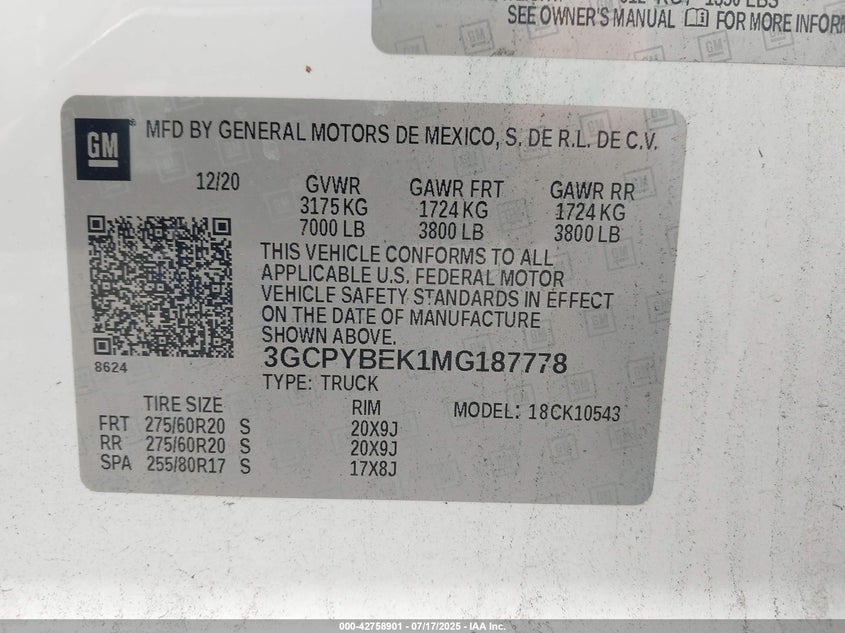 SEE OWNER'S MANUAL FOR MORE
GM
® MFD BY GENERAL MOTORS DE MEXICO, S. DE R.L. DE C.V.
12/20 GVWR GAWR FRT GAWR RR
3175 KG 1724 KG 1724 KG
7000 LB 3800 LB 3800 LB
THIS VEHICLE CONFORMS TO ALL
APPLICABLE U.S. FEDERAL MOTOR
VEHICLE SAFETY STANDARDS IN EFFECT
ON THE DATE OF MANUFACTURE
SHOWN ABOVE.
8624
3GCPYBEK1MG187778
TYPE: TRUCK
TIRE SIZE RIM MODEL: 18CK10543
FRT 275/60R20 S 20X9J
RR 275/60R20 S 20X9J
SPA 255/80R17 S 17X8J
000-42758901 - 07/17/2025 - IAA Inc.